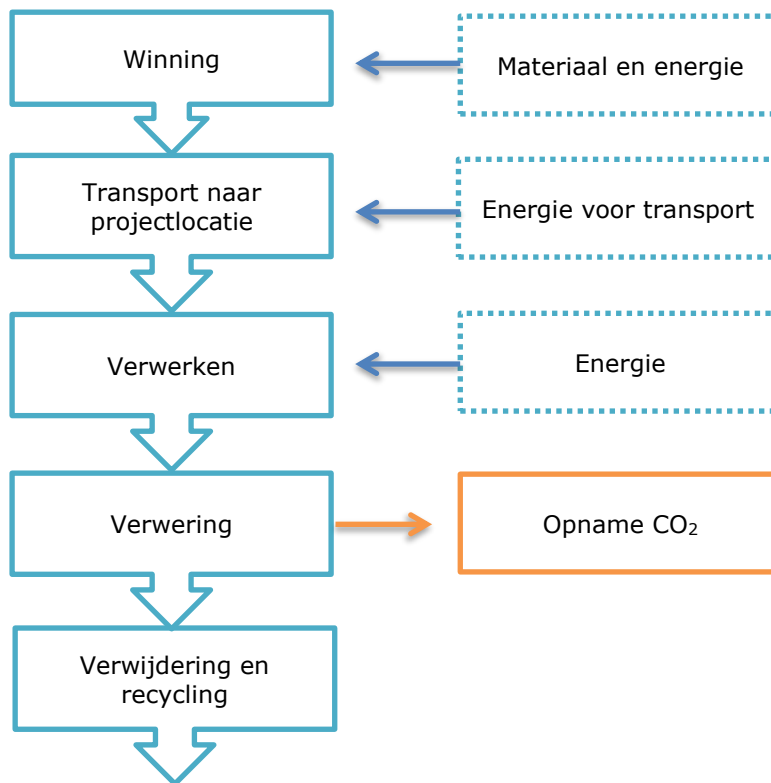 Winning
Materiaal en energie
Transport naar
projectlocatie
Energie voor transport
Verwerken
Energie
Verwering
Opname CO₂
Verwijdering en
recycling